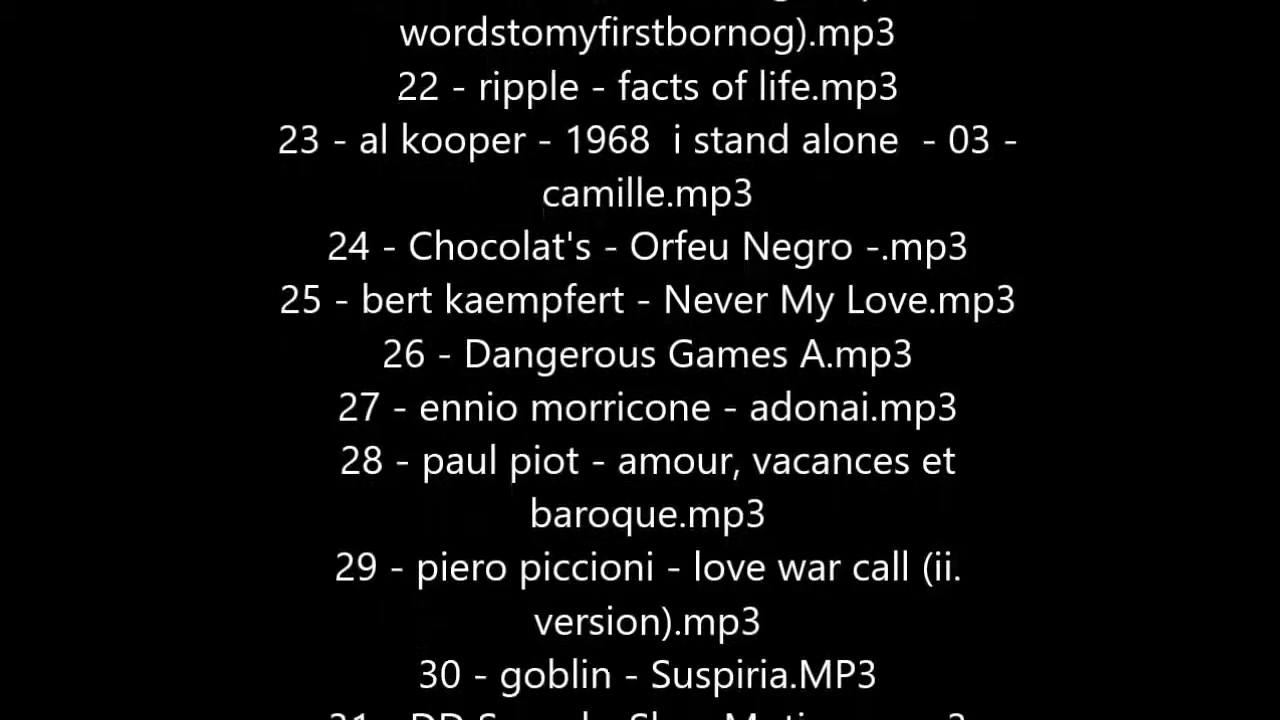 wordstomyfirstbornog).mp3
22 - ripple - facts of life.mp3
23 - al kooper - 1968  i stand alone  - 03 -
camille.mp3
24 - Chocolat's - Orfeu Negro -.mp3
25 - bert kaempfert - Never My Love.mp3
26 - Dangerous Games A.mp3
27 - ennio morricone - adonai.mp3
28 - paul piot - amour, vacances et
baroque.mp3
29 - piero piccioni - love war call (ii.
version).mp3
30 - goblin - Suspiria.MP3